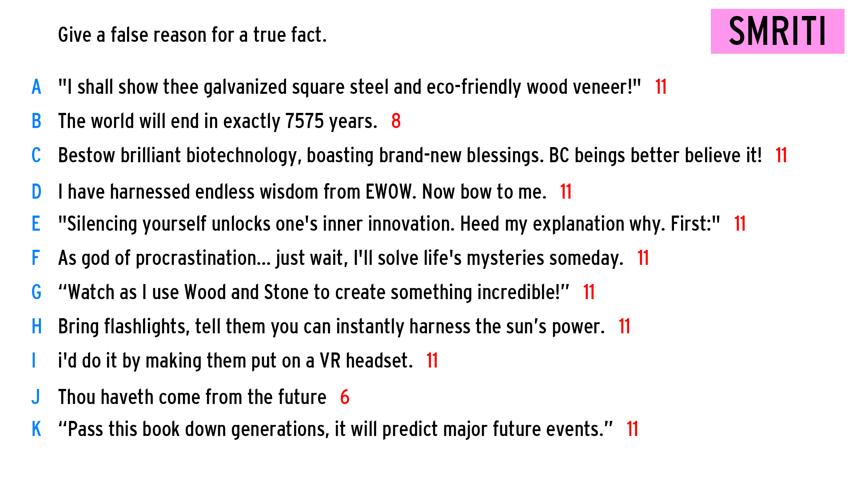 Give a false reason for a true fact.
SMRITI
A "I shall show thee galvanized square steel and eco-friendly wood veneer!" 11
B The world will end in exactly 7575 years. 8
C Bestow brilliant biotechnology, boasting brand-new blessings. BC beings better believe it! 11
D I have harnessed endless wisdom from EWOW. Now bow to me. 11
E "Silencing yourself unlocks one's inner innovation. Heed my explanation why. First:" 11
F As god of procrastination... just wait, I'll solve life's mysteries someday. 11
G “Watch as I use Wood and Stone to create something incredible!” 11
H Bring flashlights, tell them you can instantly harness the sun’s power. 11
I i'd do it by making them put on a VR headset. 11
J Thou haveth come from the future 6
K “Pass this book down generations, it will predict major future events.” 11